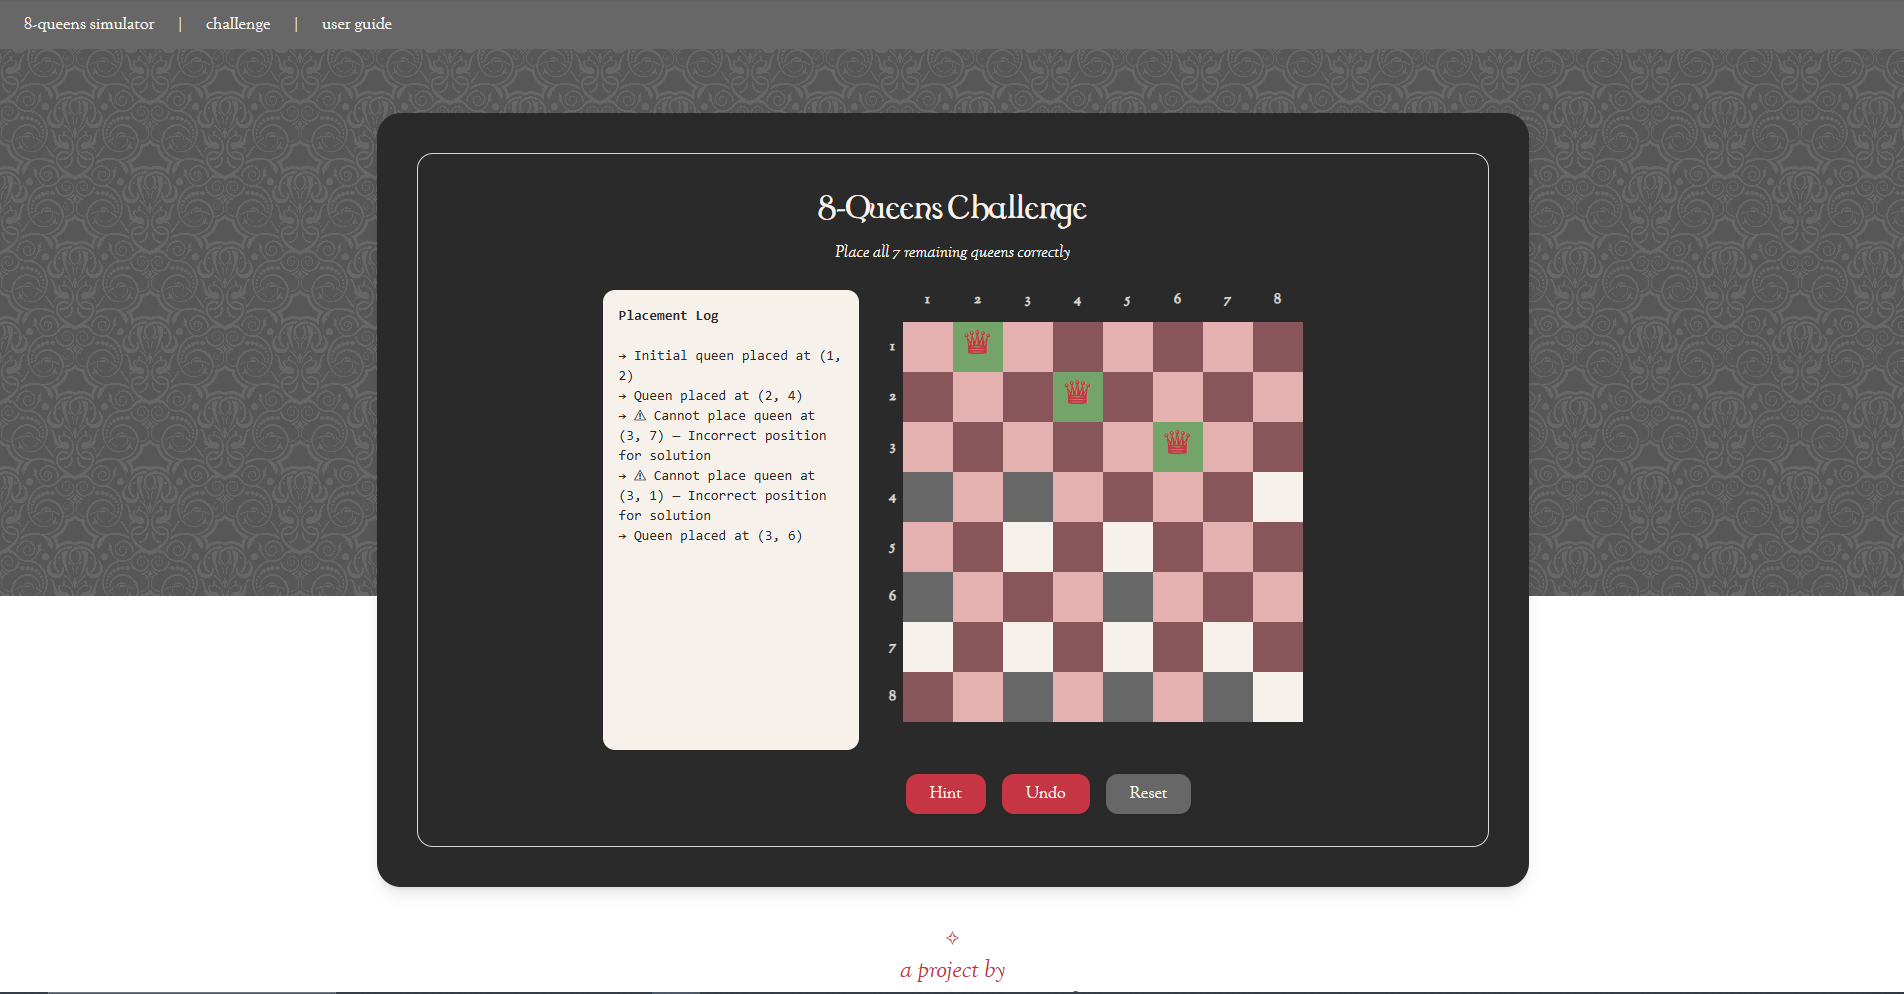 8-queens simulator | challenge | user guide
8-Queens Challenge
Place all 7 remaining queens correctly
Placement Log
→ Initial queen placed at (1,
2)
→ Queen placed at (2, 4)
→ ⚠ Cannot place queen at
(3, 7) — Incorrect position
for solution
→ ⚠ Cannot place queen at
(3, 1) — Incorrect position
for solution
→ Queen placed at (3, 6)
1 2 3 4 5 6 7 8
1
2
3
4
5
6
7
8
Hint Undo Reset
a project by